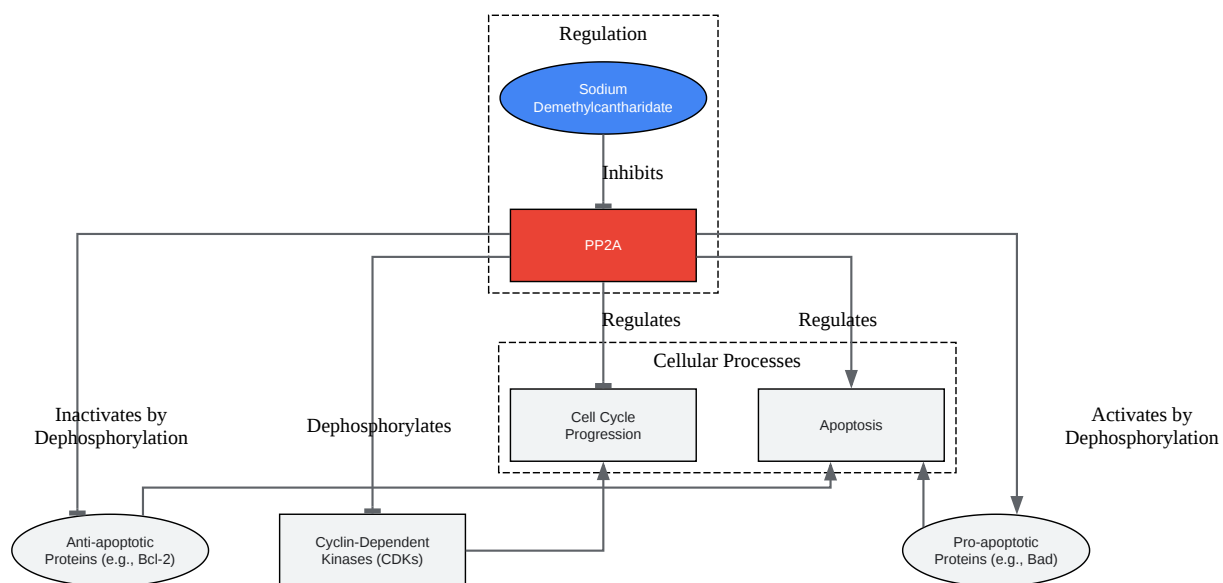 Regulation
Sodium
Demethylcantharidate
Inhibits
PP2A
Regulates
Regulates
Cellular Processes
Inactivates by
Dephosphorylation
Dephosphorylates
Cell Cycle
Progression
Apoptosis
Activates by
Dephosphorylation
Anti-apoptotic
Proteins (e.g., Bcl-2)
Cyclin-Dependent
Kinases (CDKs)
Pro-apoptotic
Proteins (e.g., Bad)